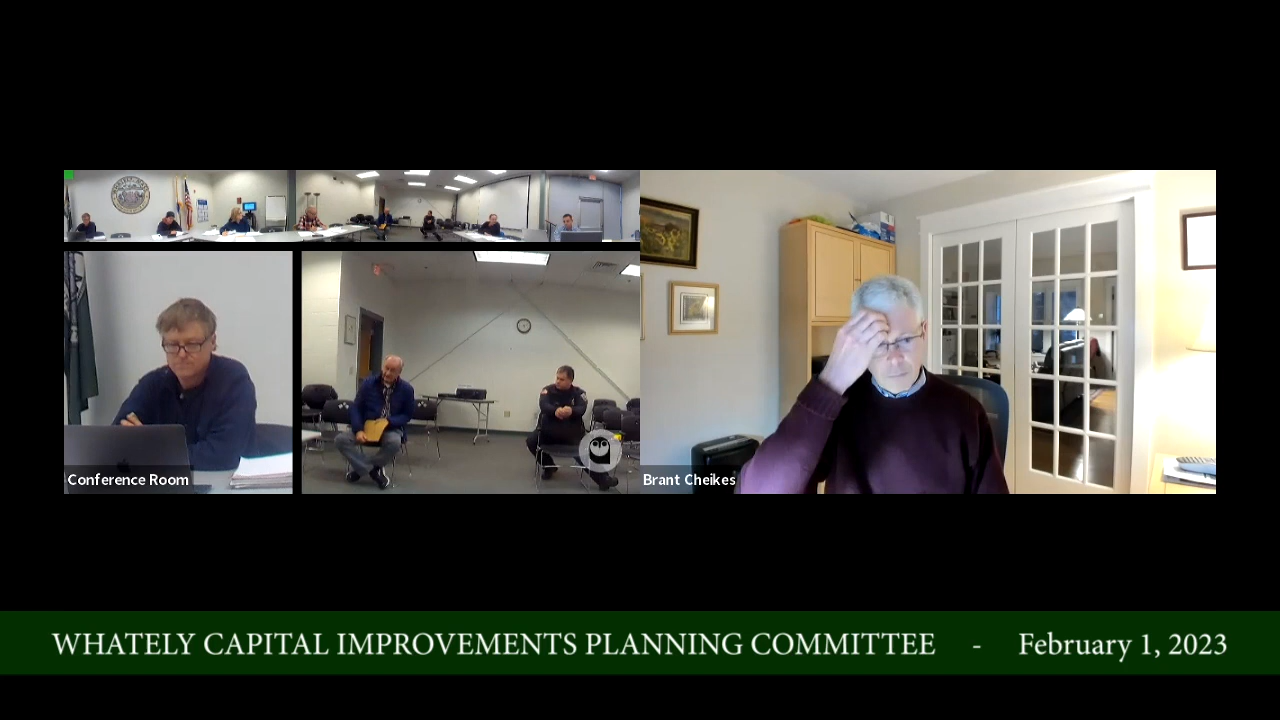 Conference Room
Brant Cheikes
WHATELY CAPITAL IMPROVEMENTS PLANNING COMMITTEE - February 1, 2023